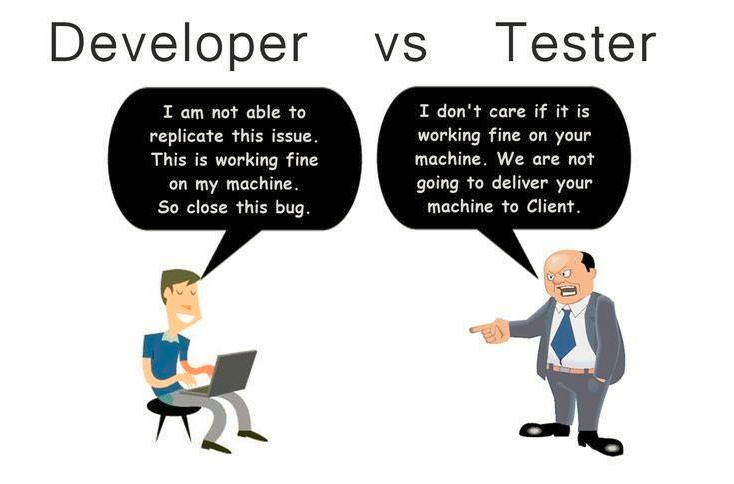 Developer vs Tester
I am not able to
replicate this issue.
This is working fine
on my machine.
So close this bug.
I don't care if it is
working fine on your
machine. We are not
going to deliver your
machine to Client.